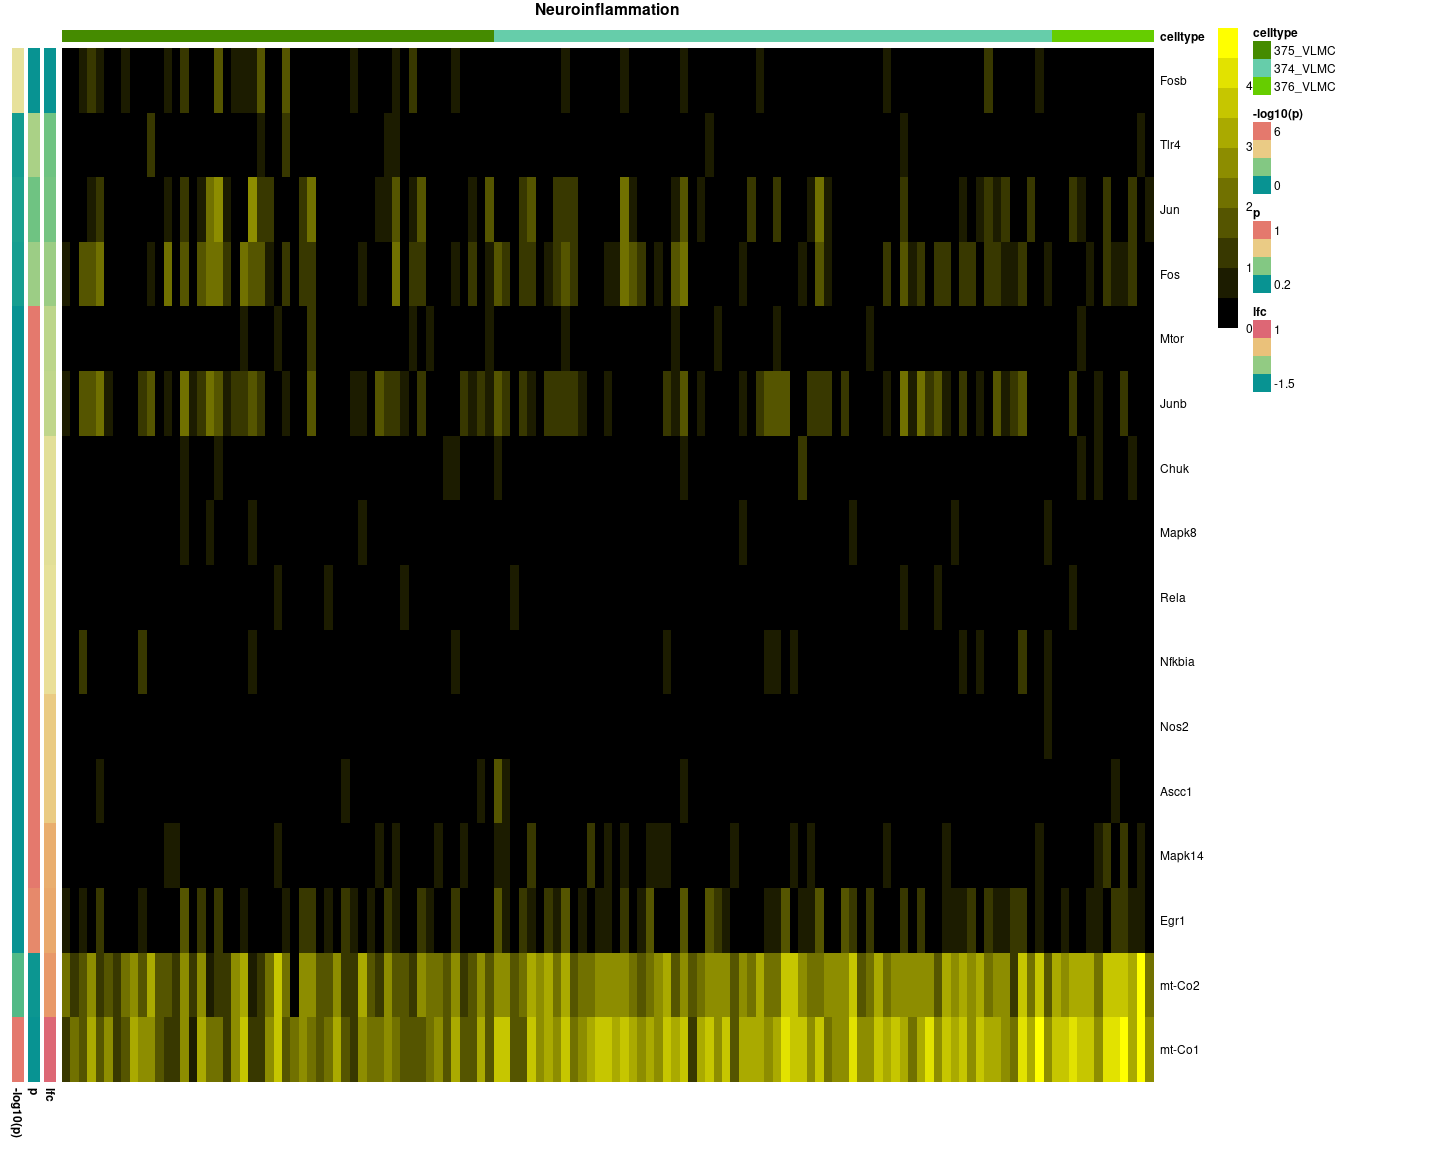 Neuroinflammation
celltype
Fosb
Tlr4
Jun
Fos
Mtor
Junb
Chuk
Mapk8
Rela
Nfkbia
Nos2
Ascc1
Mapk14
Egr1
mt-Co2
mt-Co1
4
3
2
1
0
celltype
375_VLMC
374_VLMC
376_VLMC
-log10(p)
6
0
p
1
0.2
lfc
1
-1.5
-log10(p)
p
lfc